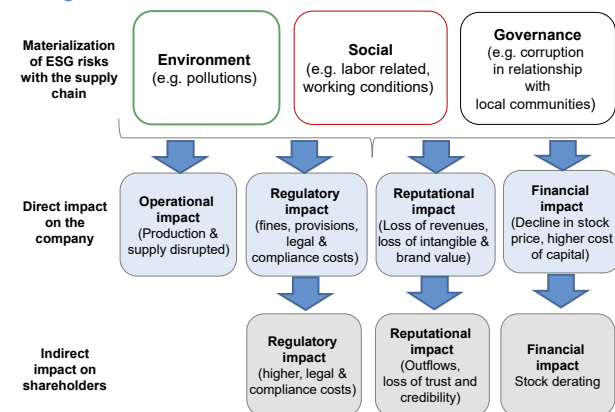 Materialization
of ESG risks
with the supply
chain
Environment
(e.g. pollutions)
Social
(e.g. labor related,
working conditions)
Governance
(e.g. corruption
in relationship
with
local communities)
Direct impact
on the
company
Operational
impact
(Production &
supply disrupted)
Regulatory
impact
(fines, provisions,
legal &
compliance costs)
Reputational
impact
(Loss of revenues,
loss of intangible &
brand value)
Financial
impact
(Decline in stock
price, higher cost
of capital)
Indirect
impact on
shareholders
Regulatory
impact
(higher, legal &
compliance costs)
Reputational
impact
(Outflows,
loss of trust and
credibility)
Financial
impact
Stock derating